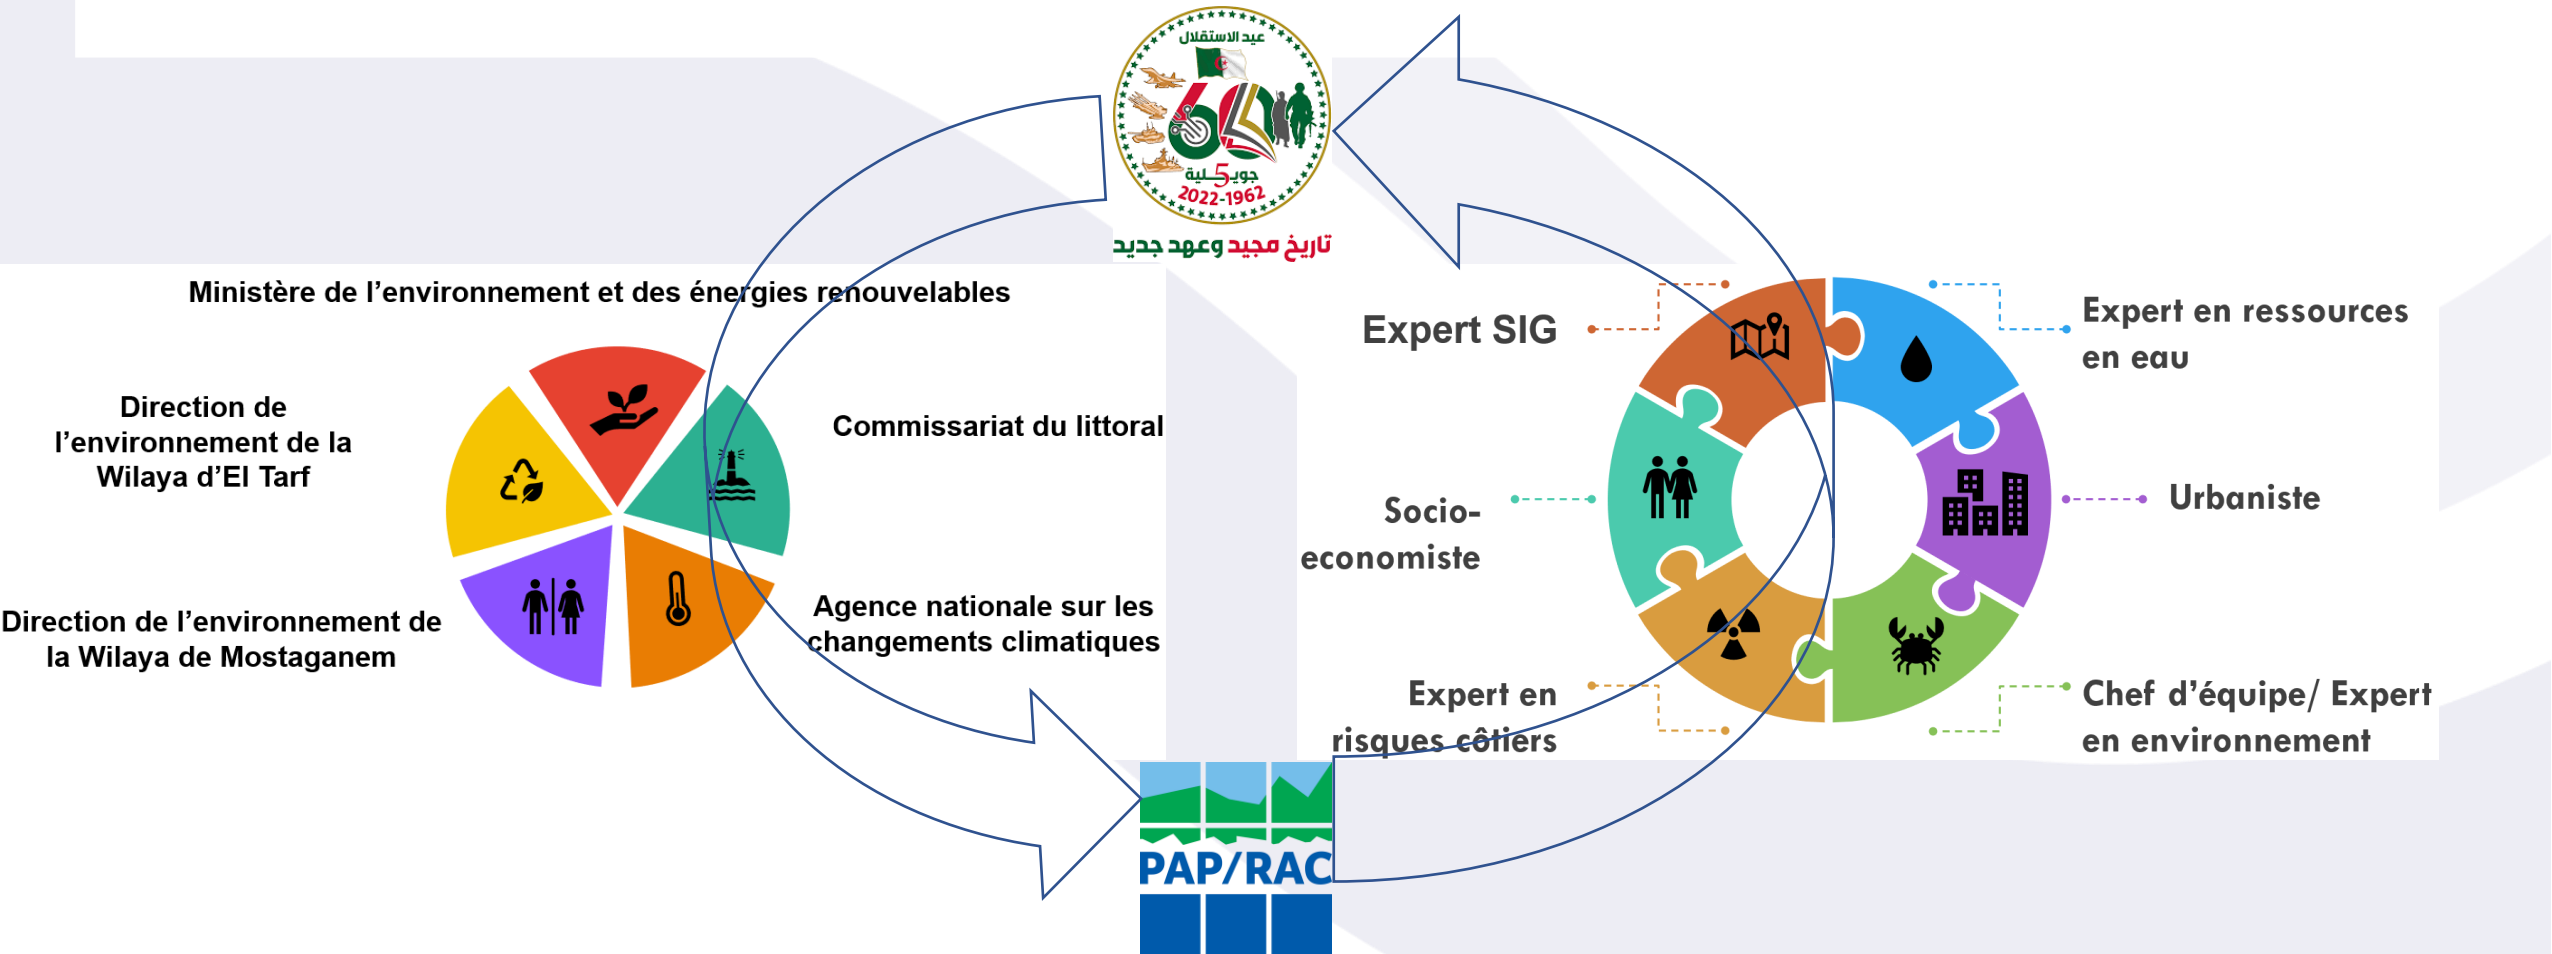 عيد الاستقلال
60
جويـــلية
5
2022-1962
تاريخ مجيد وعهد جديد
Ministère de l’environnement et des énergies renouvelables
Direction de
l’environnement de la
Wilaya d’El Tarf
Commissariat du littoral
Direction de l’environnement de
la Wilaya de Mostaganem
Agence nationale sur les
changements climatiques
PAP/RAC
Expert SIG
Expert en ressources
en eau
Socio-
economiste
Urbaniste
Expert en
risques côtiers
Chef d’équipe/ Expert
en environnement